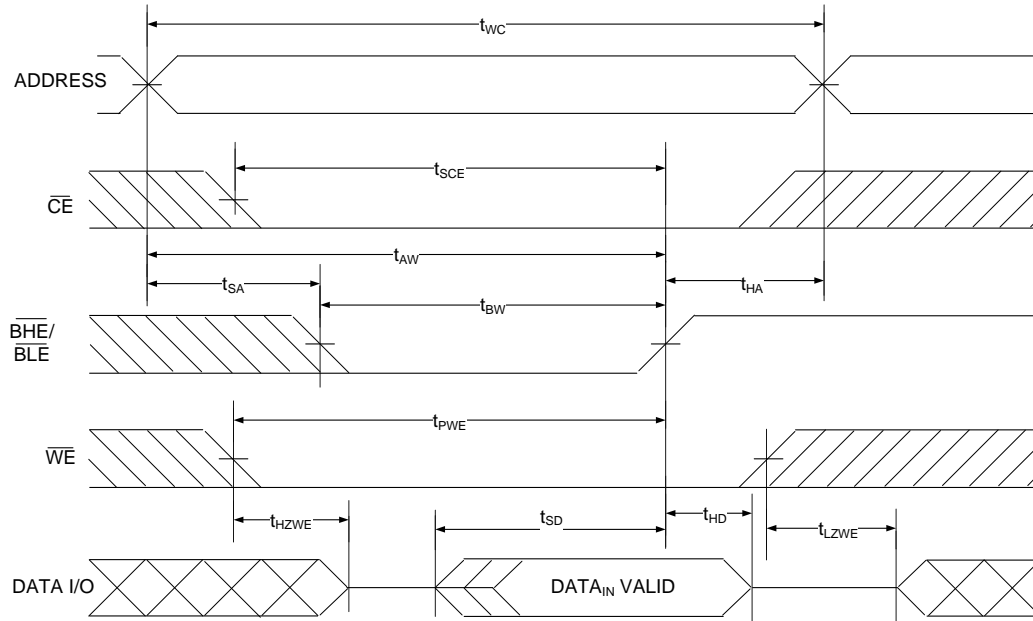 tWC
ADDRESS
tSCE
CE
tAW
tSA
tHA
tBW
BHE/
BLE
tPWE
WE
tHZWE
tSD
tHD
tLZWE
DATA I/O
DATAIN VALID